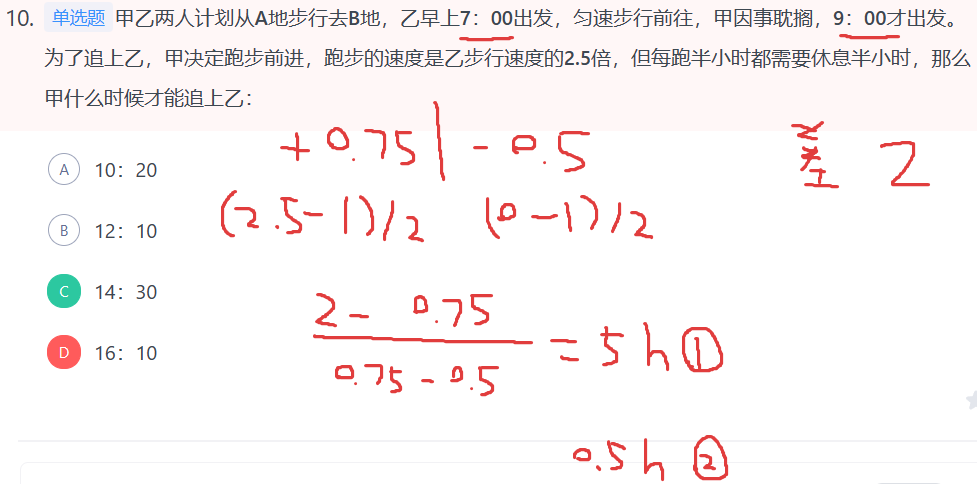 10. 单选题 甲乙两人计划从A地步行去B地，乙早上7：00出发，匀速步行前往，甲因事耽搁，9：00才出发。
为了追上乙，甲决定跑步前进，跑步的速度是乙步行速度的2.5倍，但每跑半小时都需要休息半小时，那么
甲什么时候才能追上乙：
+0.75 | -0.5
差 2
A 10：20
(2.5-1)/2 (0-1)/2
B 12：10
C 14：30
2-0.75
0.75-0.5
=5h ①
D 16：10
0.5h ②